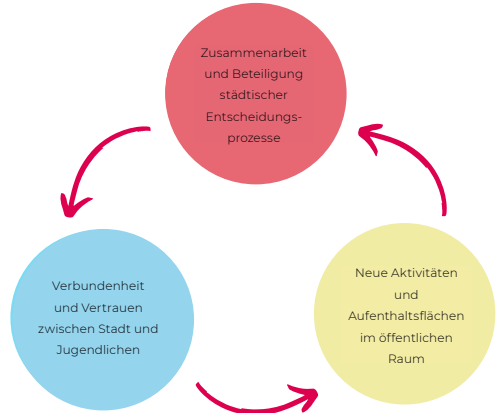 Zusammenarbeit
und Beteiligung
städtischer
Entscheidungs-
prozesse
Verbundenheit
und Vertrauen
zwischen Stadt und
Jugendlichen
Neue Aktivitäten
und
Aufenthaltsflächen
im öffentlichen
Raum